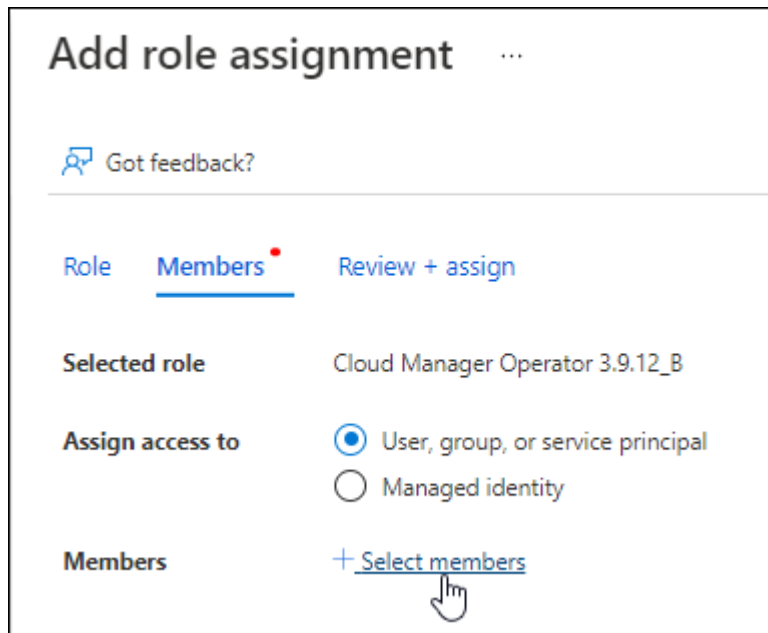 Add role assignment ...
Got feedback?
Role Members Review + assign
Selected role Cloud Manager Operator 3.9.12_B
Assign access to User, group, or service principal
Managed identity
Members + Select members